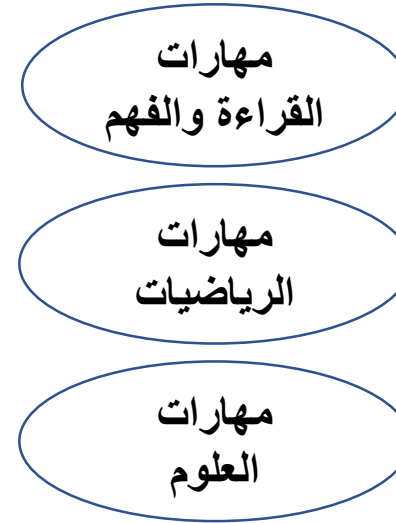 مهارات
القراءة والفهم
مهارات
الرياضيات
مهارات
العلوم